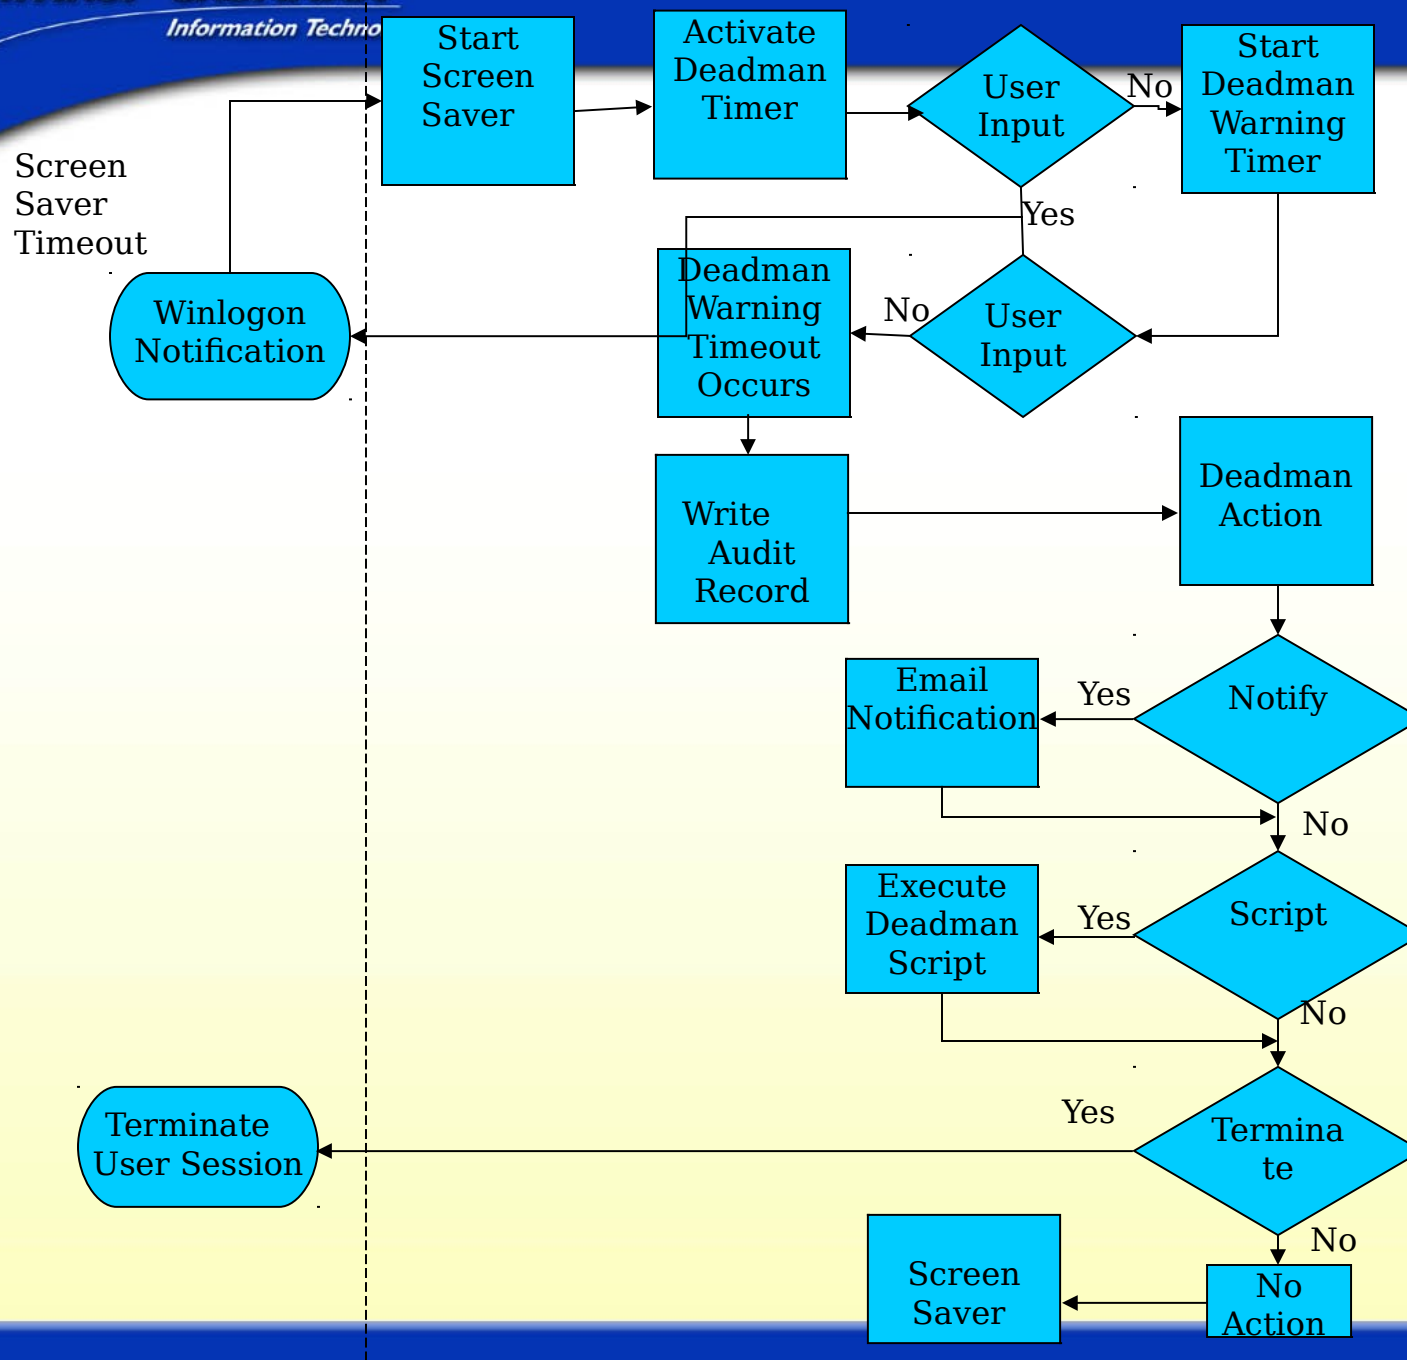 Information Techno
Start
Screen
Saver
Activate
Deadman
Timer
User
Input
No
Start
Deadman
Warning
Timer
Screen
Saver
Timeout
Yes
Winlogon
Notification
Deadman
Warning
Timeout
Occurs
No
User
Input
Write
Audit
Record
Deadman
Action
Notify
Yes
Email
Notification
No
Script
Yes
Execute
Deadman
Script
No
Termina
te
Yes
Terminate
User Session
No
No
Action
Screen
Saver